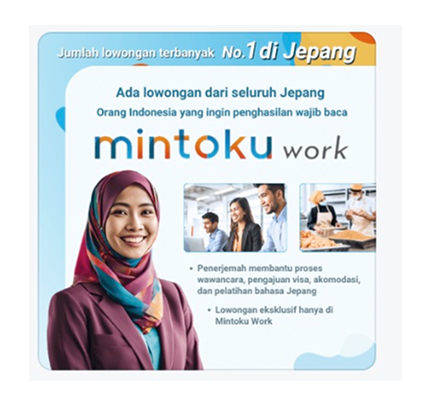 Jumlah lowongan terbanyak No.1 di Jepang
Ada lowongan dari seluruh Jepang
Orang Indonesia yang ingin penghasilan wajib baca
mintoku work
• Penerjemah membantu proses
wawancara, pengajuan visa, akomodasi,
dan pelatihan bahasa Jepang
• Lowongan eksklusif hanya di
Mintoku Work